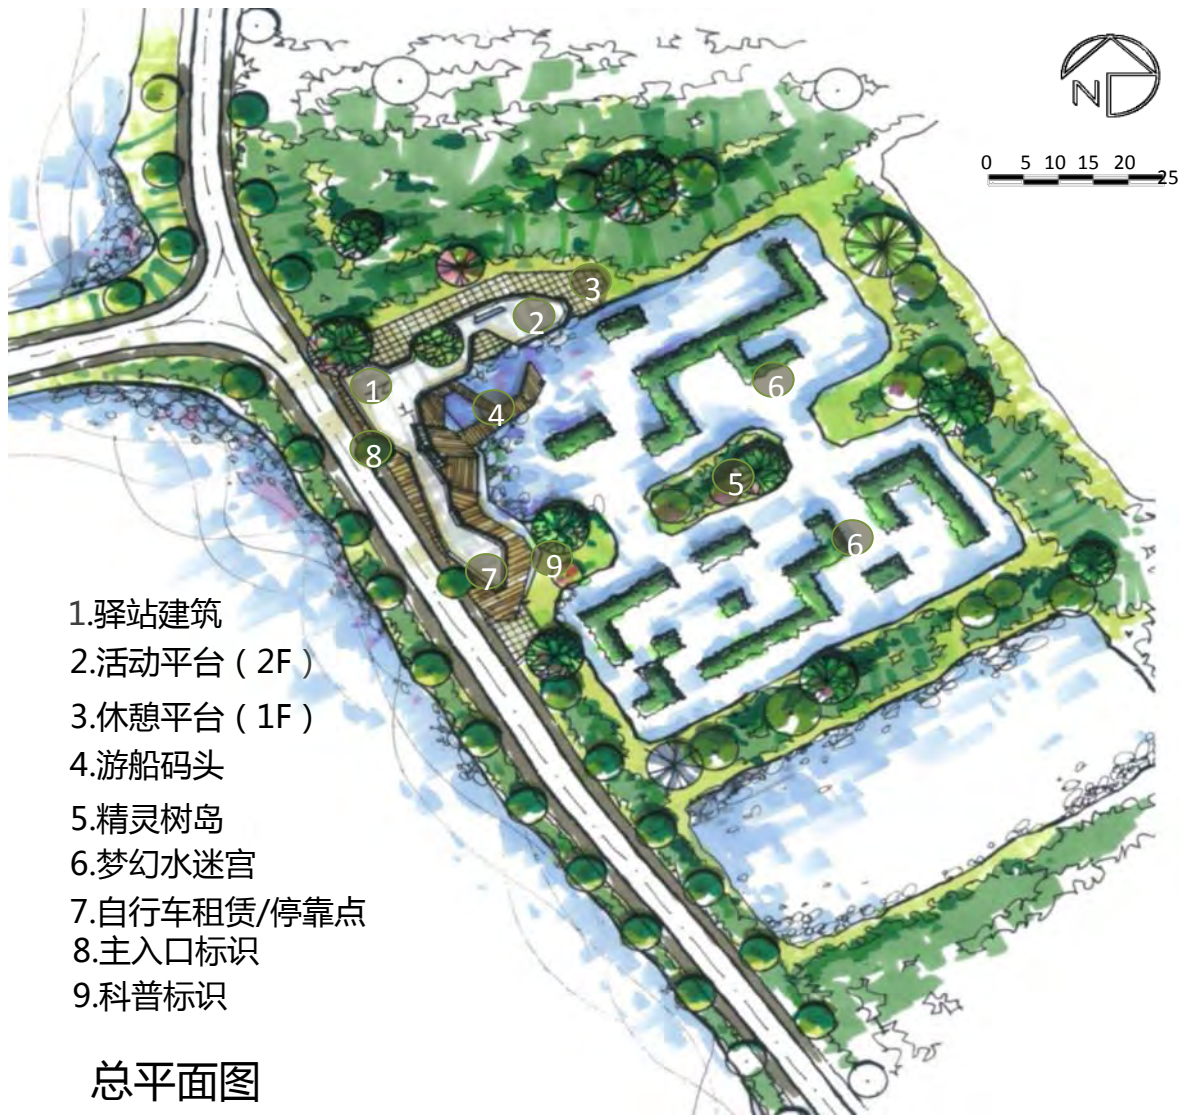 N
0 5 10 15 20 25
3
2
1
6
4
8
5
6
9
7
1.驿站建筑
2.活动平台（2F）
3.休憩平台（1F）
4.游船码头
5.精灵树岛
6.梦幻水迷宫
7.自行车租赁/停靠点
8.主入口标识
9.科普标识
总平面图